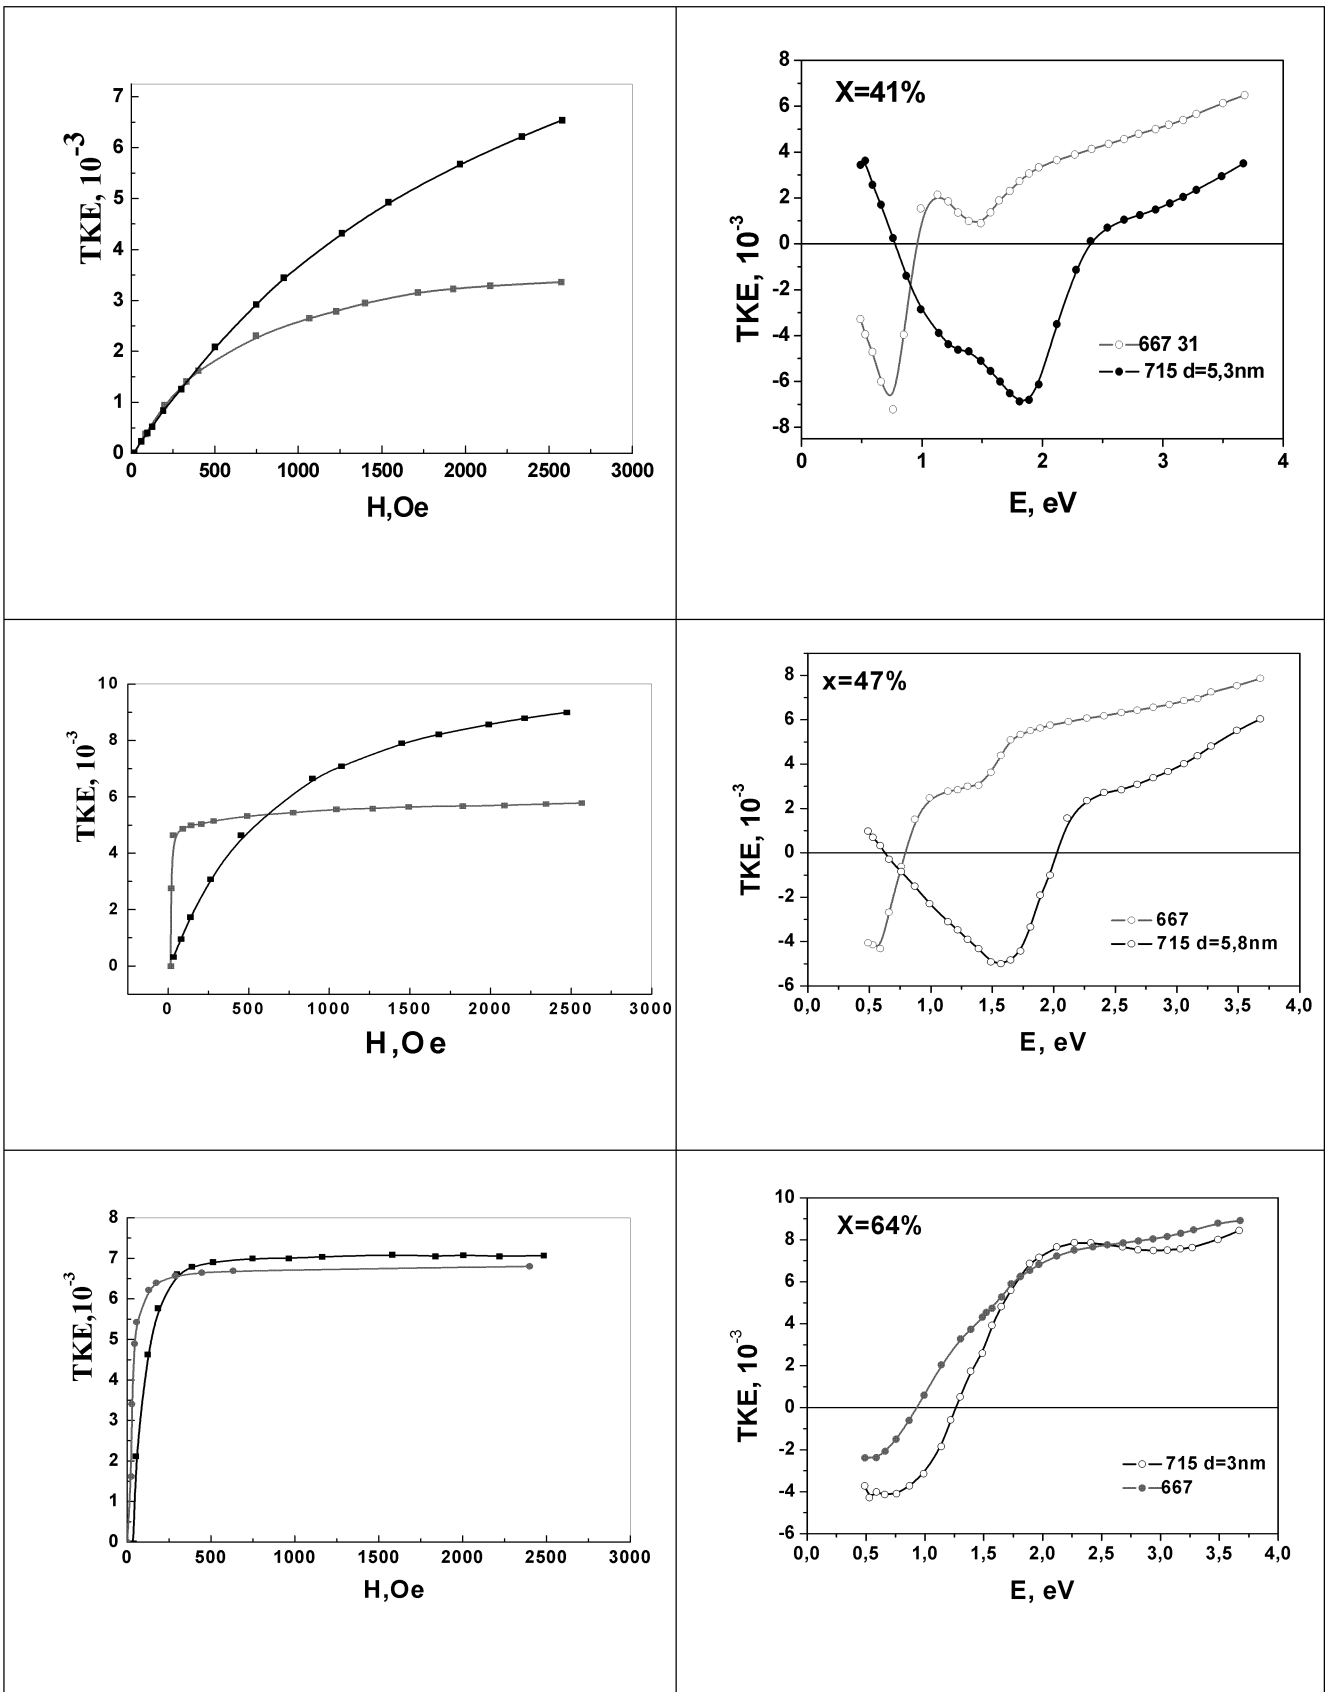 7
6
5
4
3
2
1
0
TKE, 10-3
0 500 1000 1500 2000 2500 3000
H,Oe
X=41%
8
6
4
2
0
-2
-4
-6
-8
TKE, 10-3
667 31
715 d=5,3nm
0 1 2 3 4
E, eV
10
8
6
4
2
0
TKE, 10-3
0 500 1000 1500 2000 2500 3000
H,Oe
x=47%
8
6
4
2
0
-2
-4
-6
TKE, 10-3
667
715 d=5,8nm
0,0 0,5 1,0 1,5 2,0 2,5 3,0 3,5 4,0
E, eV
8
7
6
5
4
3
2
1
0
TKE,10-3
0 500 1000 1500 2000 2500 3000
H,Oe
X=64%
10
8
6
4
2
0
-2
-4
-6
TKE, 10-3
715 d=3nm
667
0,0 0,5 1,0 1,5 2,0 2,5 3,0 3,5 4,0
E, eV